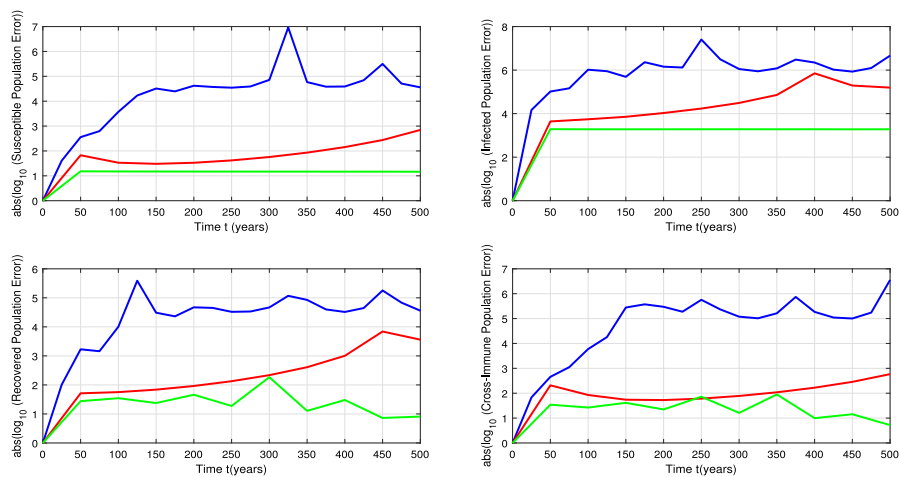 abs(log10 (Susceptible Population Error))
7
6
5
4
3
2
1
0
0 50 100 150 200 250 300 350 400 450 500
Time t (years)
abs(log10 (Infected Population Error))
8
6
4
2
0
0 50 100 150 200 250 300 350 400 450 500
Time t(years)
abs(log10 (Recovered Population Error))
6
5
4
3
2
1
0
0 50 100 150 200 250 300 350 400 450 500
Time t(years)
abs(log10 (Cross-Immune Population Error))
7
6
5
4
3
2
1
0
0 50 100 150 200 250 300 350 400 450 500
Time t(years)